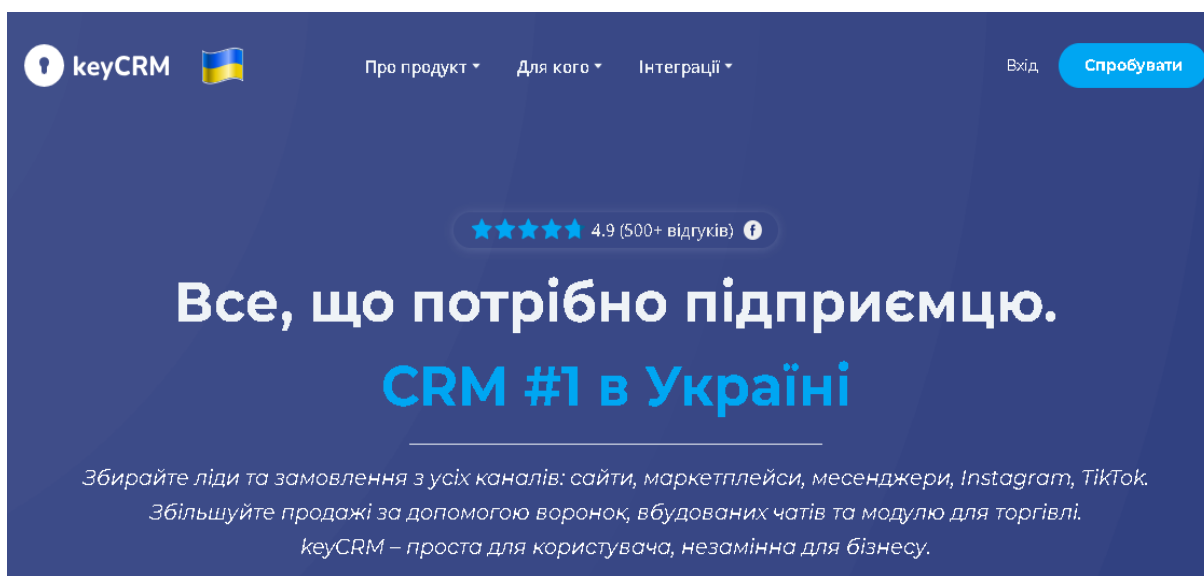 keyCRM
Про продукт
Для кого
Інтеграції
Вхід
Спробувати
4.9 (500+ відгуків)
Все, що потрібно підприємцю.
CRM #1 в Україні
Збирайте ліди та замовлення з усіх каналів: сайти, маркетплейси, месенджери, Instagram, TikTok.
Збільшуйте продажі за допомогою воронок, вбудованих чатів та модулю для торгівлі.
keyCRM – проста для користувача, незамінна для бізнесу.